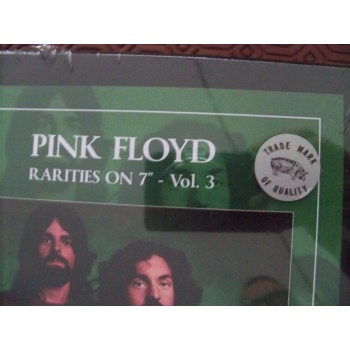 PINK FLOYD
RARITIES ON 7" - Vol. 3
TRADE MARK
OF QUALITY